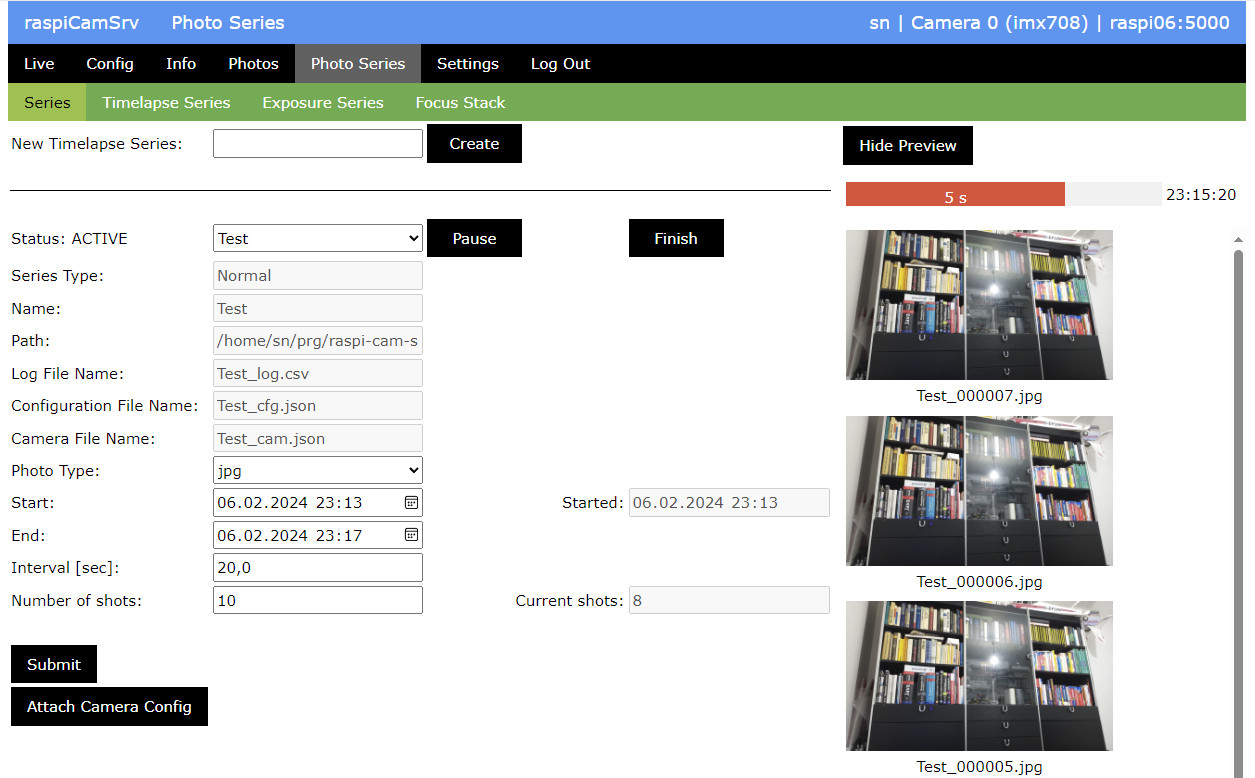 raspiCamSrv Photo Series sn | Camera 0 (imx708) | raspi06:5000
Live Config Info Photos Photo Series Settings Log Out
Series Timelapse Series Exposure Series Focus Stack
New Timelapse Series: Create Hide Preview
5 s 23:15:20
Status: ACTIVE Test Pause Finish
Series Type: Normal
Name: Test
Path: /home/sn/prg/raspi-cam-s
Log File Name: Test_log.csv
Configuration File Name: Test_cfg.json
Camera File Name: Test_cam.json
Photo Type: jpg
Start: 06.02.2024 23:13 Started: 06.02.2024 23:13
End: 06.02.2024 23:17
Interval [sec]: 20,0
Number of shots: 10 Current shots: 8
Submit
Attach Camera Config
Test_000007.jpg
Test_000006.jpg
Test_000005.jpg